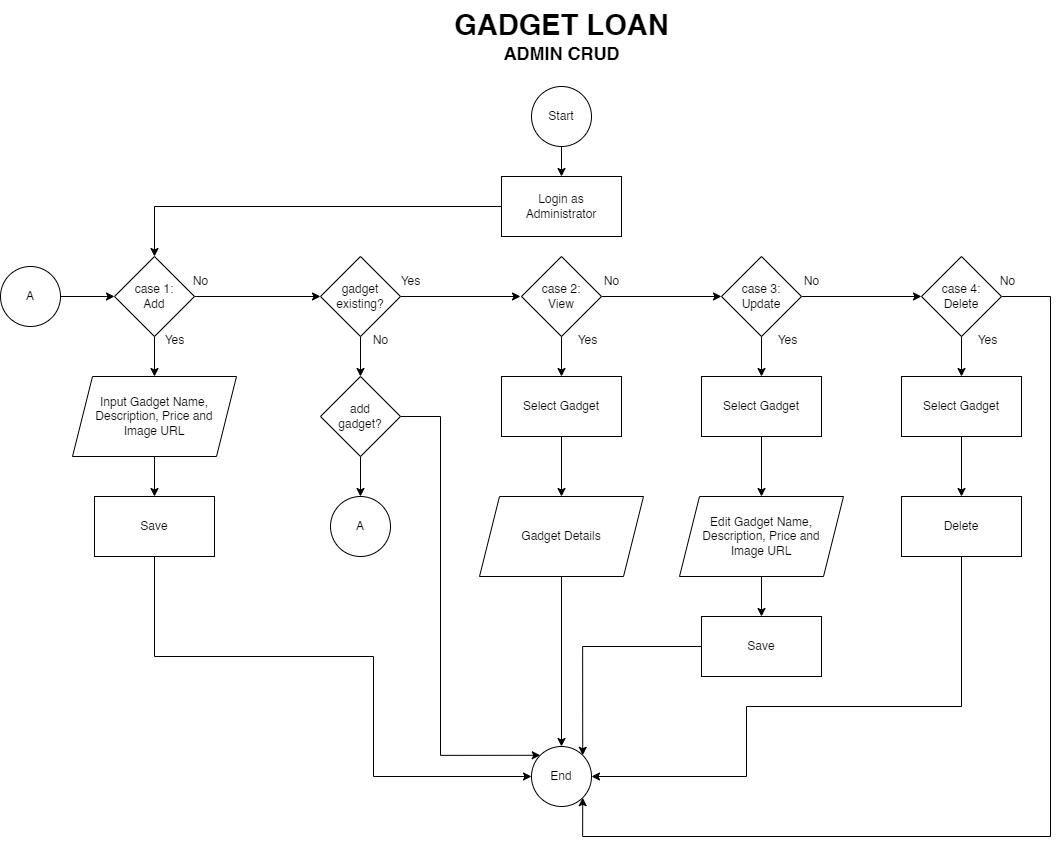 GADGET LOAN
ADMIN CRUD
Start
Login as
Administrator
A
case 1:
Add
No
Yes
gadget
existing?
Yes
No
case 2:
View
No
Yes
case 3:
Update
No
Yes
case 4:
Delete
No
Yes
Input Gadget Name,
Description, Price and
Image URL
add
gadget?
Select Gadget
Select Gadget
Select Gadget
Save
A
Gadget Details
Edit Gadget Name,
Description, Price and
Image URL
Delete
Save
End